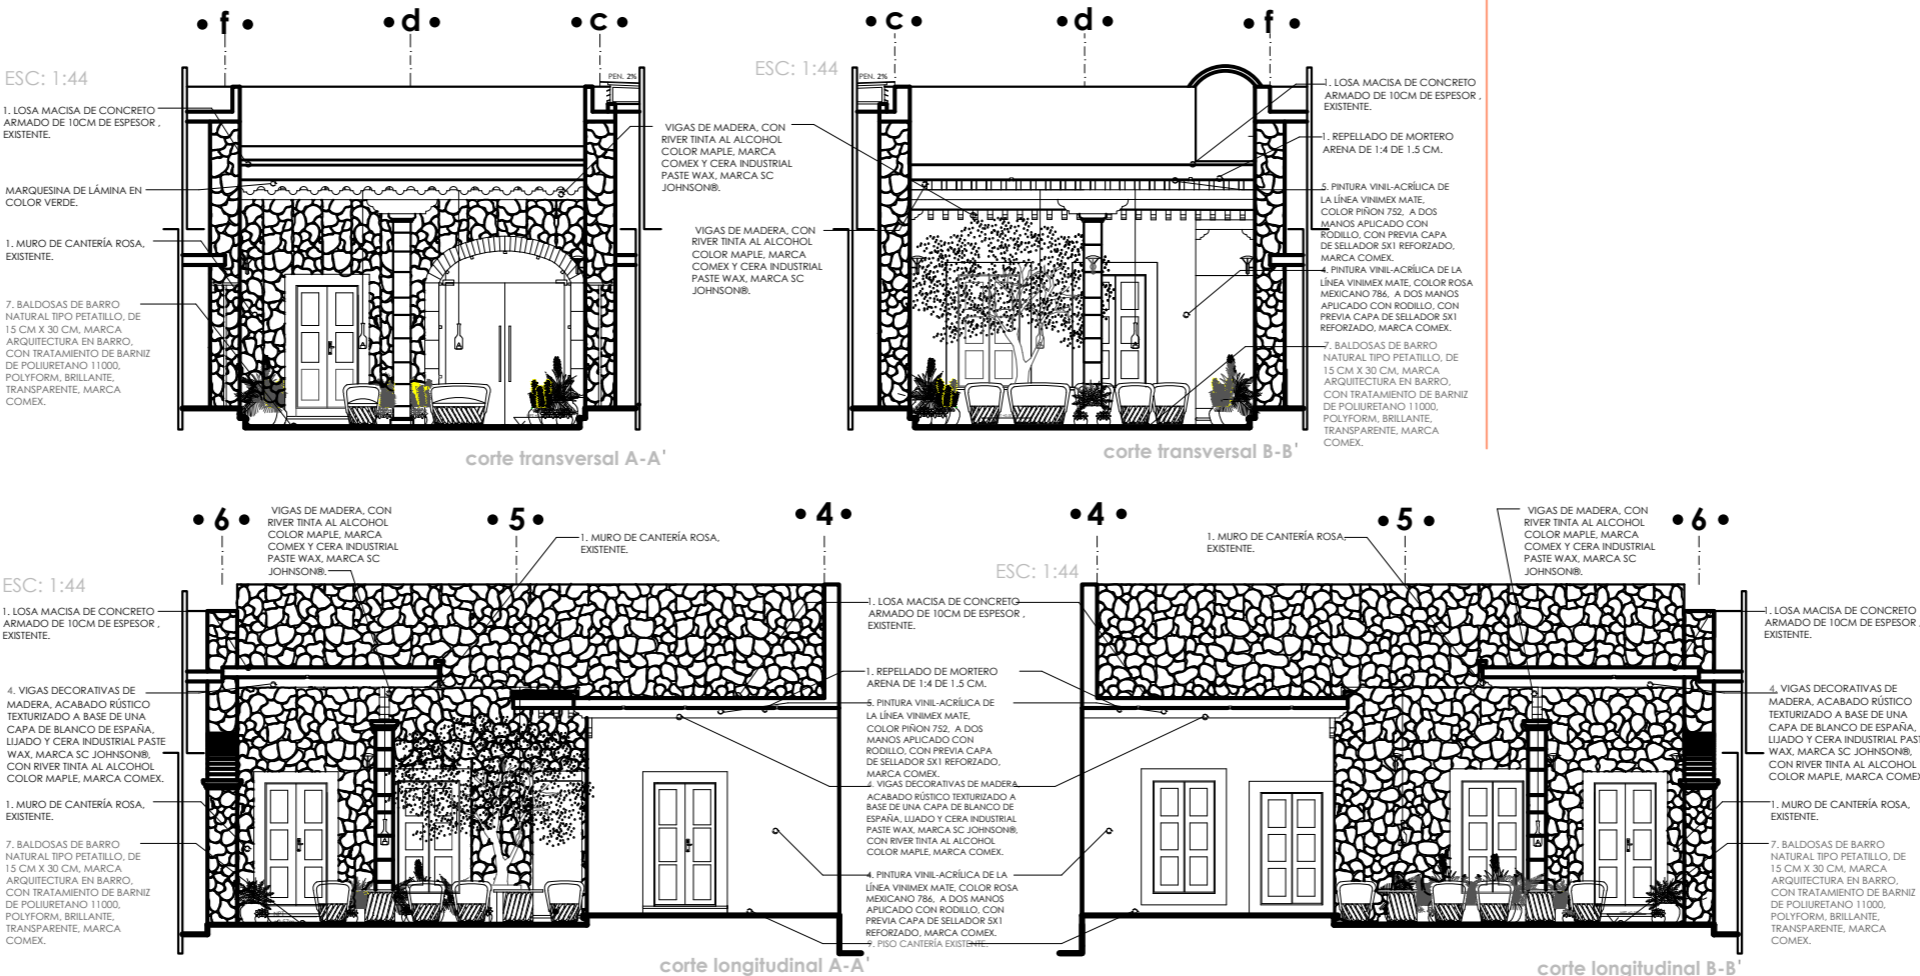 • f •
• d •
• c •
ESC: 1:44
PEN. 2%
1. LOSA MACISA DE CONCRETO
ARMADO DE 10CM DE ESPESOR ,
EXISTENTE.
MARQUESINA DE LÁMINA EN
COLOR VERDE.
1. MURO DE CANTERÍA ROSA,
EXISTENTE.
7. BALDOSAS DE BARRO
NATURAL TIPO PETATILLO, DE
15 CM X 30 CM, MARCA
ARQUITECTURA EN BARRO,
CON TRATAMIENTO DE BARNIZ
DE POLIURETANO 11000,
POLYFORM, BRILLANTE,
TRANSPARENTE, MARCA
COMEX.
VIGAS DE MADERA, CON
RIVER TINTA AL ALCOHOL
COLOR MAPLE, MARCA
COMEX Y CERA INDUSTRIAL
PASTE WAX, MARCA SC
JOHNSON®.
corte transversal A-A'
• c •
• d •
• f •
ESC: 1:44
PEN. 2%
VIGAS DE MADERA, CON
RIVER TINTA AL ALCOHOL
COLOR MAPLE, MARCA
COMEX Y CERA INDUSTRIAL
PASTE WAX, MARCA SC
JOHNSON®.
1. LOSA MACISA DE CONCRETO
ARMADO DE 10CM DE ESPESOR ,
EXISTENTE.
1. REPELLADO DE MORTERO
ARENA DE 1:4 DE 1.5 CM.
5. PINTURA VINIL-ACRÍLICA DE
LA LÍNEA VINIMEX MATE,
COLOR PIÑON 752, A DOS
MANOS APLICADO CON
RODILLO, CON PREVIA CAPA
DE SELLADOR 5X1 REFORZADO,
MARCA COMEX.
4. PINTURA VINIL-ACRÍLICA DE LA
LÍNEA VINIMEX MATE, COLOR ROSA
MEXICANO 786, A DOS MANOS
APLICADO CON RODILLO, CON
PREVIA CAPA DE SELLADOR 5X1
REFORZADO, MARCA COMEX.
7. BALDOSAS DE BARRO
NATURAL TIPO PETATILLO, DE
15 CM X 30 CM, MARCA
ARQUITECTURA EN BARRO,
CON TRATAMIENTO DE BARNIZ
DE POLIURETANO 11000,
POLYFORM, BRILLANTE,
TRANSPARENTE, MARCA
COMEX.
corte transversal B-B'
• 6 •
• 5 •
• 4 •
ESC: 1:44
VIGAS DE MADERA, CON
RIVER TINTA AL ALCOHOL
COLOR MAPLE, MARCA
COMEX Y CERA INDUSTRIAL
PASTE WAX, MARCA SC
JOHNSON®.
1. MURO DE CANTERÍA ROSA,
EXISTENTE.
1. LOSA MACISA DE CONCRETO
ARMADO DE 10CM DE ESPESOR ,
EXISTENTE.
4. VIGAS DECORATIVAS DE
MADERA, ACABADO RÚSTICO
TEXTURIZADO A BASE DE UNA
CAPA DE BLANCO DE ESPAÑA,
LIJADO Y CERA INDUSTRIAL PASTE
WAX, MARCA SC JOHNSON®,
CON RIVER TINTA AL ALCOHOL
COLOR MAPLE, MARCA COMEX.
1. MURO DE CANTERÍA ROSA,
EXISTENTE.
7. BALDOSAS DE BARRO
NATURAL TIPO PETATILLO, DE
15 CM X 30 CM, MARCA
ARQUITECTURA EN BARRO,
CON TRATAMIENTO DE BARNIZ
DE POLIURETANO 11000,
POLYFORM, BRILLANTE,
TRANSPARENTE, MARCA
COMEX.
corte longitudinal A-A'
1. LOSA MACISA DE CONCRETO
ARMADO DE 10CM DE ESPESOR ,
EXISTENTE.
1. REPELLADO DE MORTERO
ARENA DE 1:4 DE 1.5 CM.
5. PINTURA VINIL-ACRÍLICA DE
LA LÍNEA VINIMEX MATE,
COLOR PIÑON 752, A DOS
MANOS APLICADO CON
RODILLO, CON PREVIA CAPA
DE SELLADOR 5X1 REFORZADO,
MARCA COMEX.
4. VIGAS DECORATIVAS DE MADERA,
ACABADO RÚSTICO TEXTURIZADO A
BASE DE UNA CAPA DE BLANCO DE
ESPAÑA, LIJADO Y CERA INDUSTRIAL
PASTE WAX, MARCA SC JOHNSON®,
CON RIVER TINTA AL ALCOHOL
COLOR MAPLE, MARCA COMEX.
4. PINTURA VINIL-ACRÍLICA DE LA
LÍNEA VINIMEX MATE, COLOR ROSA
MEXICANO 786, A DOS MANOS
APLICADO CON RODILLO, CON
PREVIA CAPA DE SELLADOR 5X1
REFORZADO, MARCA COMEX.
9. PISO CANTERÍA EXISTENTE.
• 4 •
• 5 •
• 6 •
ESC: 1:44
1. MURO DE CANTERÍA ROSA,
EXISTENTE.
VIGAS DE MADERA, CON
RIVER TINTA AL ALCOHOL
COLOR MAPLE, MARCA
COMEX Y CERA INDUSTRIAL
PASTE WAX, MARCA SC
JOHNSON®.
1. LOSA MACISA DE CONCRETO
ARMADO DE 10CM DE ESPESOR ,
EXISTENTE.
4. VIGAS DECORATIVAS DE
MADERA, ACABADO RÚSTICO
TEXTURIZADO A BASE DE UNA
CAPA DE BLANCO DE ESPAÑA,
LIJADO Y CERA INDUSTRIAL PAST
WAX, MARCA SC JOHNSON®,
CON RIVER TINTA AL ALCOHOL
COLOR MAPLE, MARCA COMEX
1. MURO DE CANTERÍA ROSA,
EXISTENTE.
7. BALDOSAS DE BARRO
NATURAL TIPO PETATILLO, DE
15 CM X 30 CM, MARCA
ARQUITECTURA EN BARRO,
CON TRATAMIENTO DE BARNIZ
DE POLIURETANO 11000,
POLYFORM, BRILLANTE,
TRANSPARENTE, MARCA
COMEX.
corte longitudinal B-B'